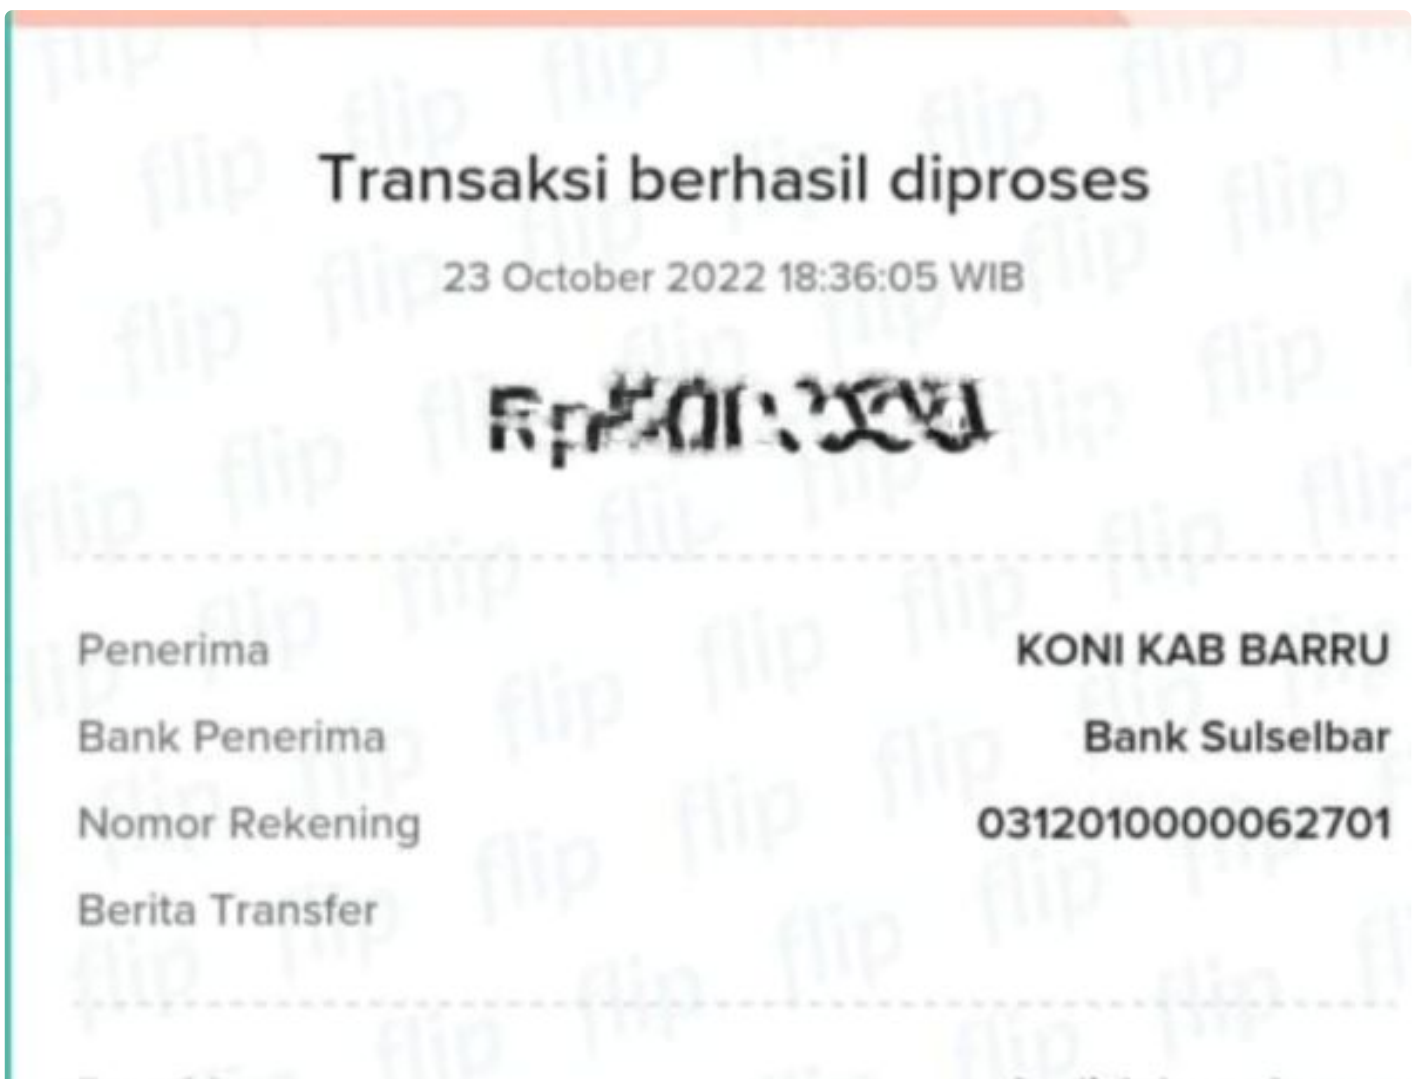 Transaksi berhasil diproses
23 October 2022 18:36:05 WIB
Penerima KONI KAB BARRU
Bank Penerima Bank Sulselbar
Nomor Rekening 0312010000062701
Berita Transfer